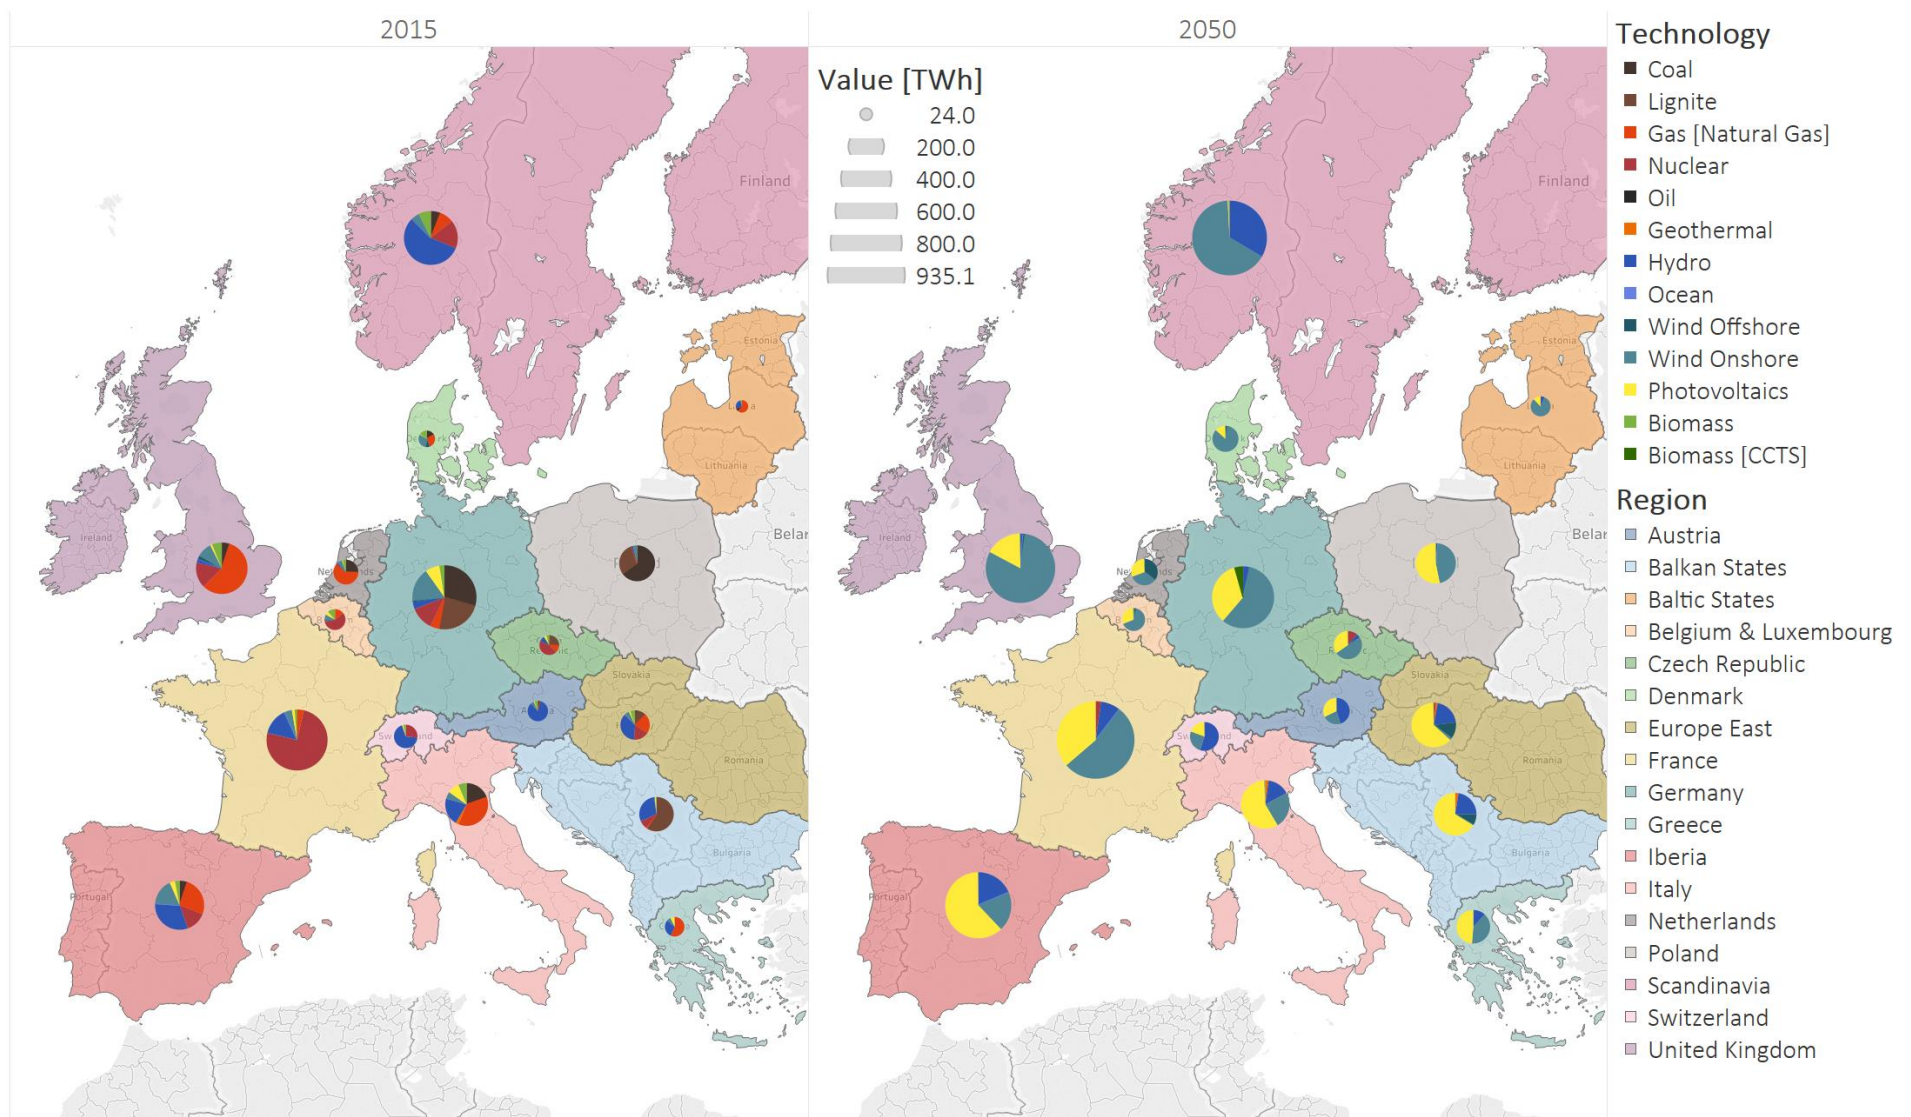 2015
2050
Technology
Coal
Lignite
Gas [Natural Gas]
Nuclear
Oil
Geothermal
Hydro
Ocean
Wind Offshore
Wind Onshore
Photovoltaics
Biomass
Biomass [CCTS]
Region
Austria
Balkan States
Baltic States
Belgium & Luxembourg
Czech Republic
Denmark
Europe East
France
Germany
Greece
Iberia
Italy
Netherlands
Poland
Scandinavia
Switzerland
United Kingdom
Value [TWh]
24.0
200.0
400.0
600.0
800.0
935.1
Finland
Estonia
Lithuania
Ireland
Belar
Slovakia
Romania
Bulgaria
Portugal
Finland
Estonia
Lithuania
Ireland
Belar
Slovakia
Romania
Bulgaria
Portugal